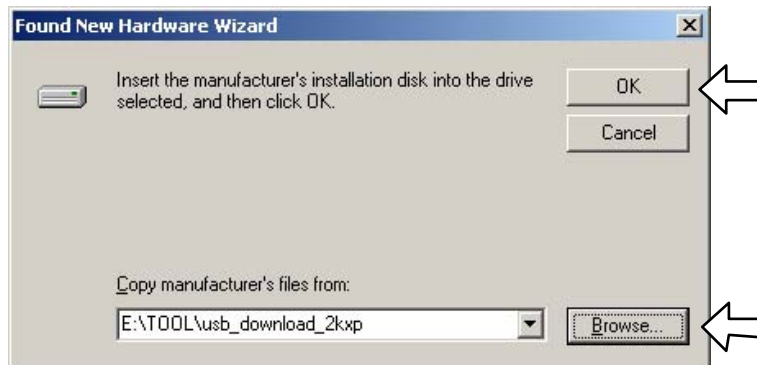 Found New Hardware Wizard
Insert the manufacturer's installation disk into the drive
selected, and then click OK.
OK
Cancel
Copy manufacturer's files from:
E:\TOOL\usb_download_2kxp
Browse...